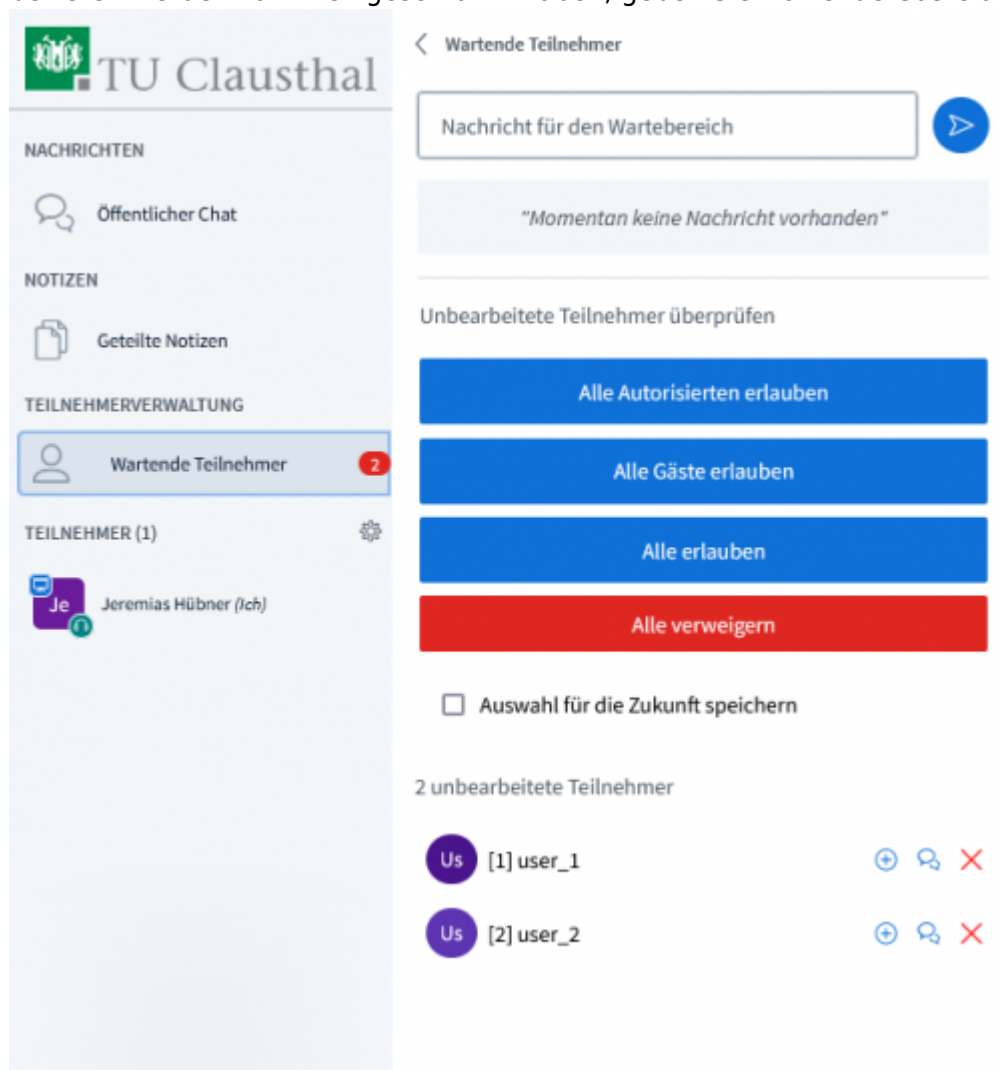 TU Clausthal
NACHRICHTEN
Öffentlicher Chat
NOTIZEN
Geteilte Notizen
TEILNEHMERVERWALTUNG
Wartende Teilnehmer
2
TEILNEHMER (1)
Je
Jeremias Hübner (Ich)
Wartende Teilnehmer
Nachricht für den Wartebereich
"Momentan keine Nachricht vorhanden"
Unbearbeitete Teilnehmer überprüfen
Alle Autorisierten erlauben
Alle Gäste erlauben
Alle erlauben
Alle verweigern
Auswahl für die Zukunft speichern
2 unbearbeitete Teilnehmer
Us [1] user_1
Us [2] user_2